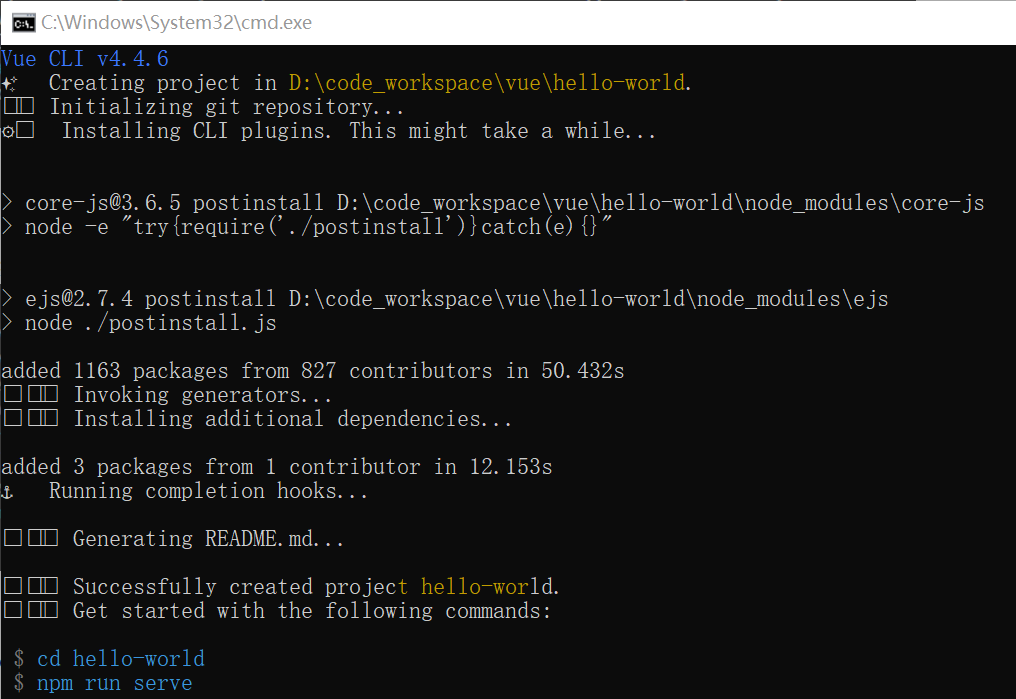 C:\Windows\System32\cmd.exe
Vue CLI v4.4.6
Creating project in D:\code_workspace\vue\hello-world.
Initializing git repository...
Installing CLI plugins. This might take a while...
> core-js@3.6.5 postinstall D:\code_workspace\vue\hello-world\node_modules\core-js
> node -e "try{require('./postinstall')}catch(e){}"
> ejs@2.7.4 postinstall D:\code_workspace\vue\hello-world\node_modules\ejs
> node ./postinstall.js
added 1163 packages from 827 contributors in 50.432s
Invoking generators...
Installing additional dependencies...
added 3 packages from 1 contributor in 12.153s
⚓ Running completion hooks...
Generating README.md...
Successfully created project hello-world.
Get started with the following commands:
$ cd hello-world
$ npm run serve